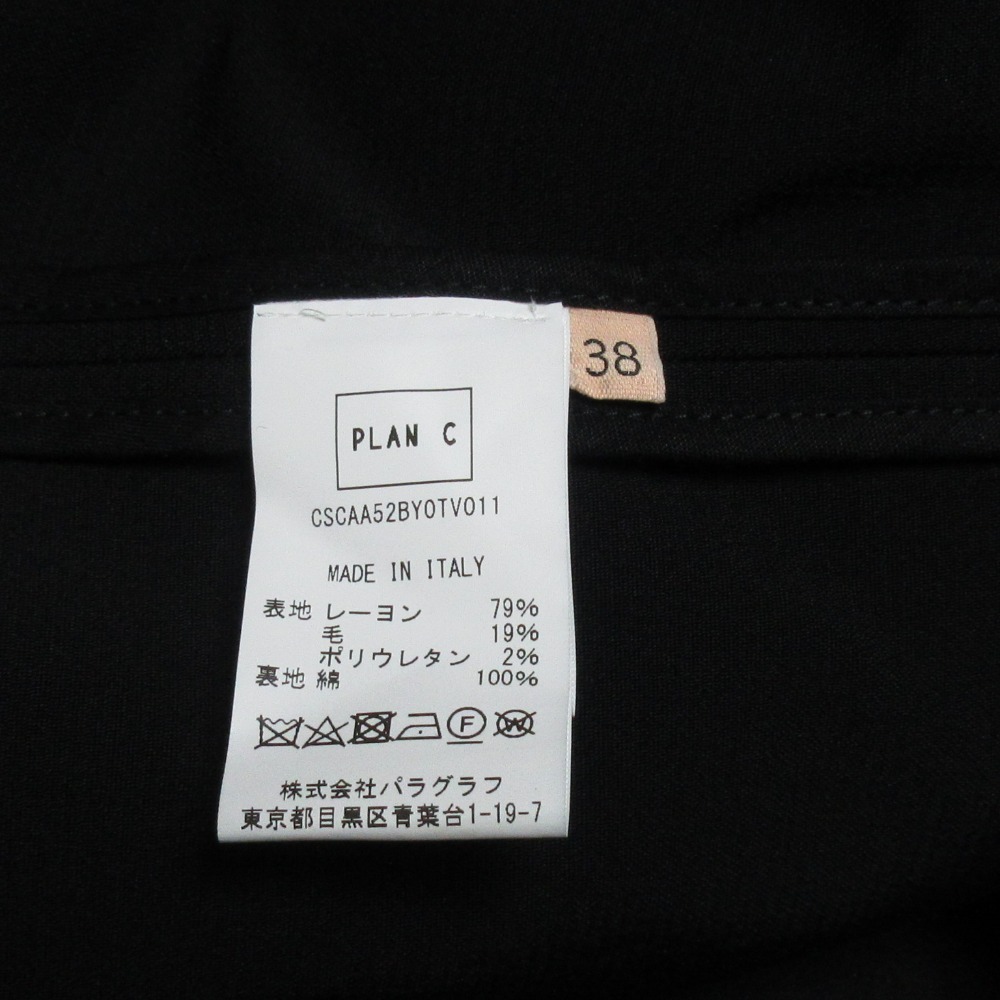 38
PLAN C
CSCAA52BY0TV011
MADE IN ITALY
表地 レーヨン 79%
毛 19%
ポリウレタン 2%
裏地 綿 100%
F W
株式会社パラグラフ
東京都目黒区青葉台1-19-7